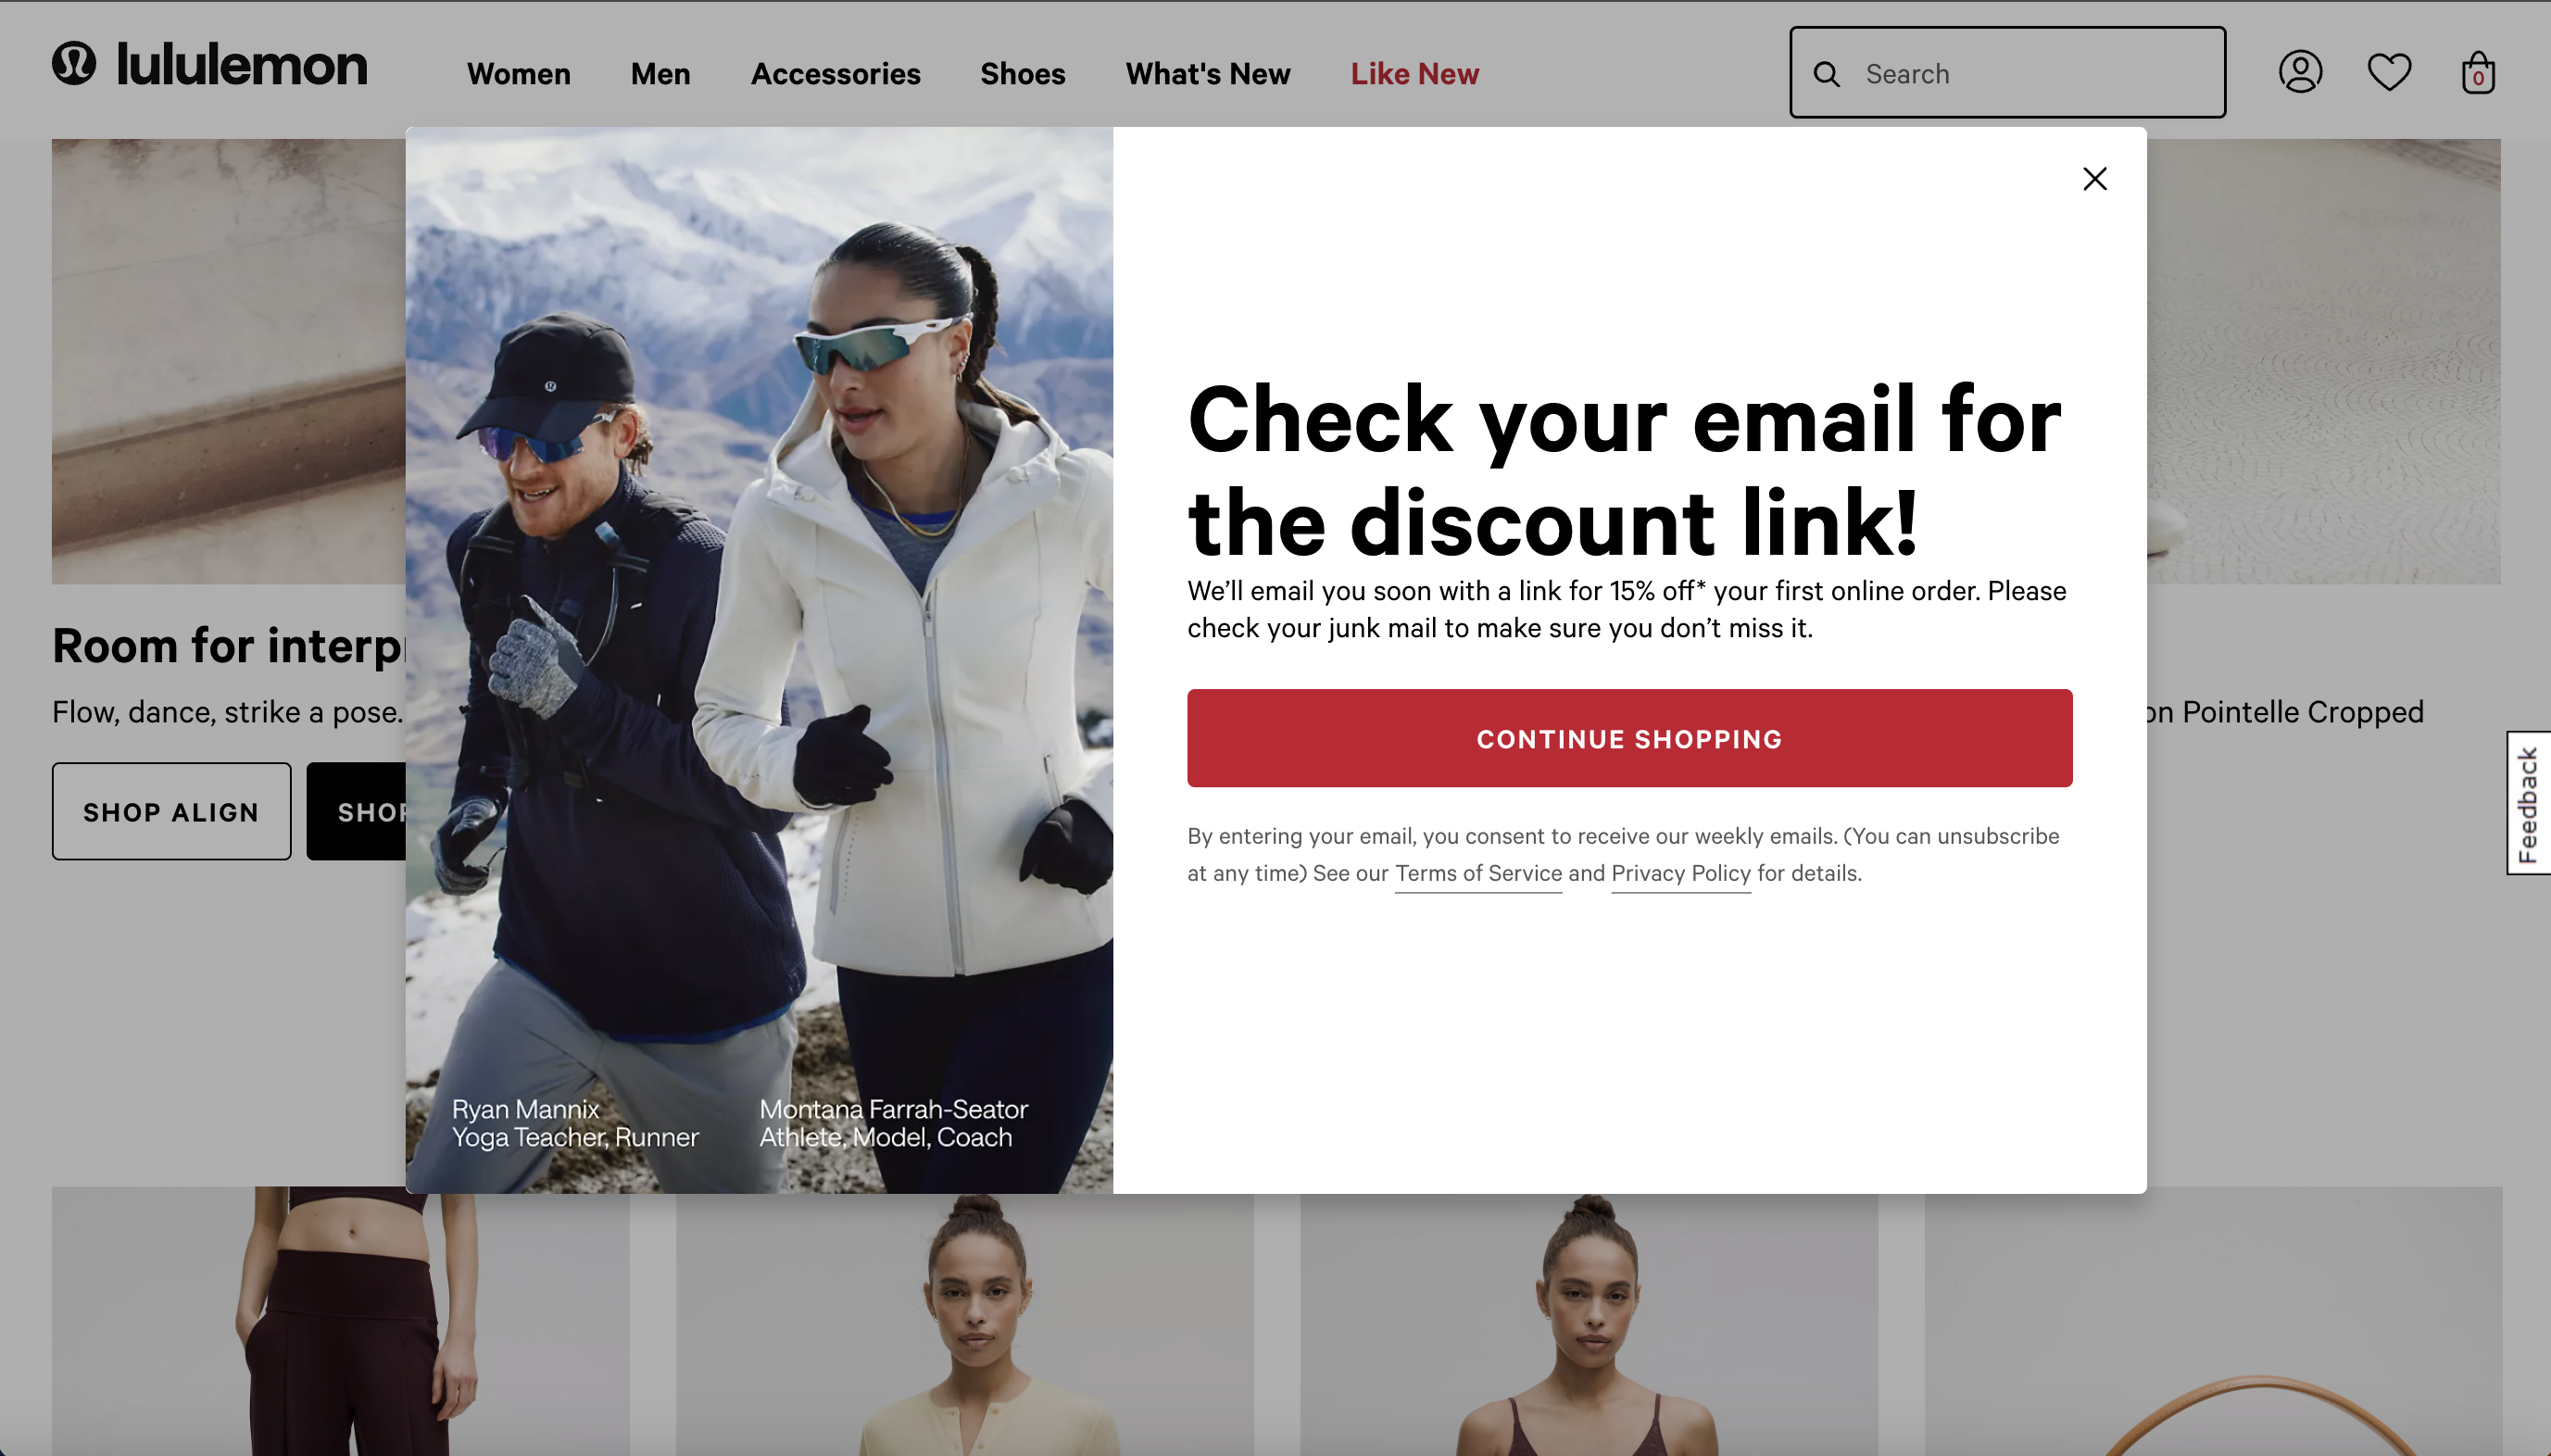 lululemon
Women
Men
Accessories
Shoes
What's New
Like New
Search
0
Check your email for
the discount link!
We’ll email you soon with a link for 15% off* your first online order. Please
check your junk mail to make sure you don’t miss it.
CONTINUE SHOPPING
By entering your email, you consent to receive our weekly emails. (You can unsubscribe
at any time) See our Terms of Service and Privacy Policy for details.
Ryan Mannix
Yoga Teacher, Runner
Montana Farrah-Seator
Athlete, Model, Coach
Room for
Flow, dance, strike a pose.
SHOP ALIGN
SHOP
Pointelle Cropped
Feedback